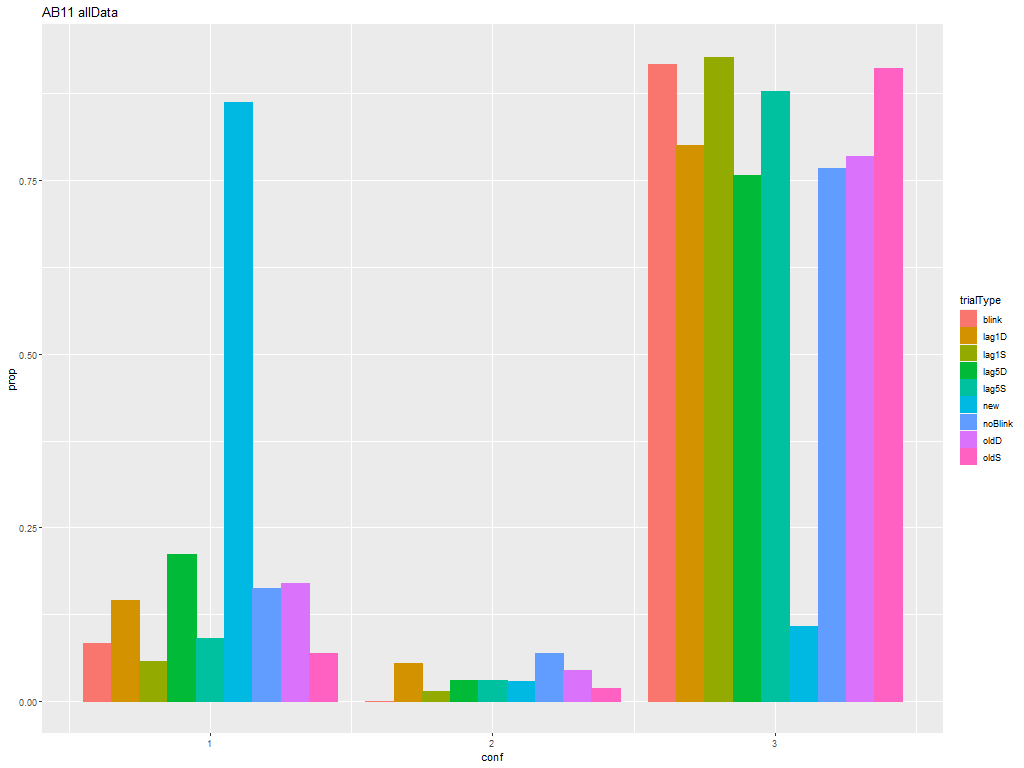 AB11 allData
prop
0.75
0.50
0.25
0.00
1
2
3
conf
trialType
blink
lag1D
lag1S
lag5D
lag5S
new
noBlink
oldD
oldS